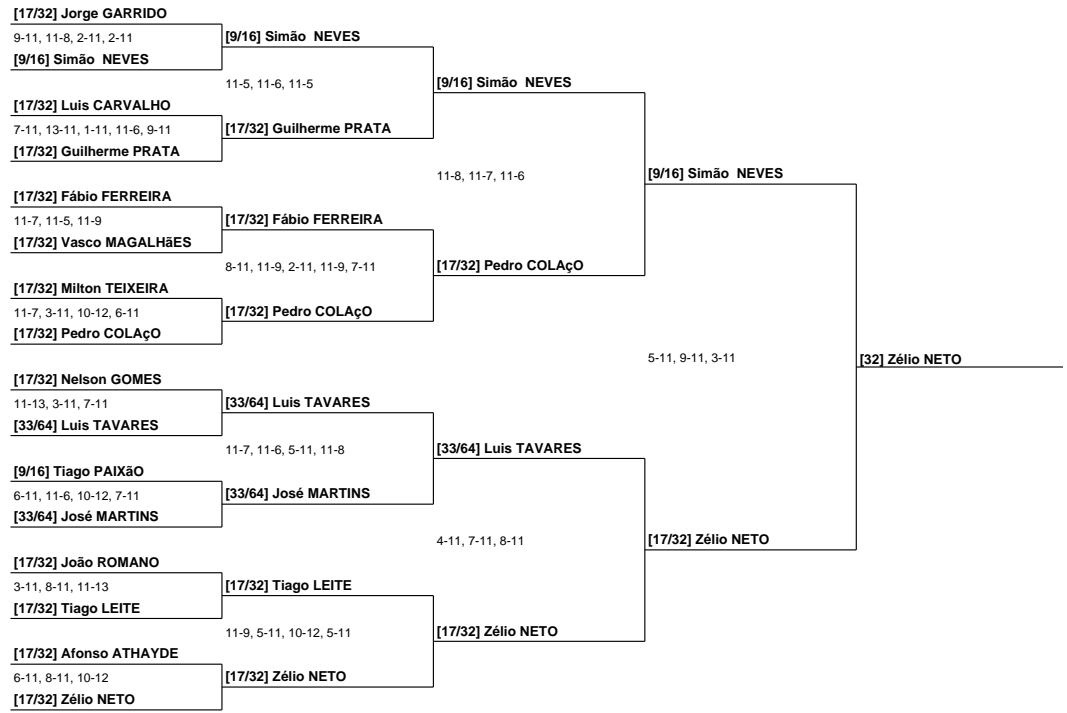 [17/32] Jorge GARRIDO
9-11, 11-8, 2-11, 2-11
[9/16] Simão  NEVES
[17/32] Luis CARVALHO
7-11, 13-11, 1-11, 11-6, 9-11
[17/32] Guilherme PRATA
[17/32] Fábio FERREIRA
11-7, 11-5, 11-9
[17/32] Vasco MAGALHãES
[17/32] Milton TEIXEIRA
11-7, 3-11, 10-12, 6-11
[17/32] Pedro COLAçO
[17/32] Nelson GOMES
11-13, 3-11, 7-11
[33/64] Luis TAVARES
[9/16] Tiago PAIXãO
6-11, 11-6, 10-12, 7-11
[33/64] José MARTINS
[17/32] João ROMANO
3-11, 8-11, 11-13
[17/32] Tiago LEITE
[17/32] Afonso ATHAYDE
6-11, 8-11, 10-12
[17/32] Zélio NETO
[9/16] Simão  NEVES
11-5, 11-6, 11-5
[17/32] Guilherme PRATA
[17/32] Fábio FERREIRA
8-11, 11-9, 2-11, 11-9, 7-11
[17/32] Pedro COLAçO
[33/64] Luis TAVARES
11-7, 11-6, 5-11, 11-8
[33/64] José MARTINS
[17/32] Tiago LEITE
11-9, 5-11, 10-12, 5-11
[17/32] Zélio NETO
[9/16] Simão  NEVES
11-8, 11-7, 11-6
[17/32] Pedro COLAçO
[33/64] Luis TAVARES
4-11, 7-11, 8-11
[17/32] Zélio NETO
[9/16] Simão  NEVES
5-11, 9-11, 3-11
[17/32] Zélio NETO
[32] Zélio NETO